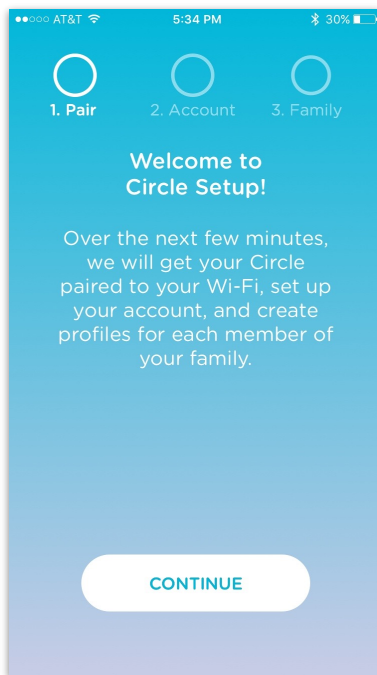 AT&T 5:34 PM 30%
1. Pair 2. Account 3. Family
Welcome to
Circle Setup!
Over the next few minutes,
we will get your Circle
paired to your Wi-Fi, set up
your account, and create
profiles for each member of
your family.
CONTINUE